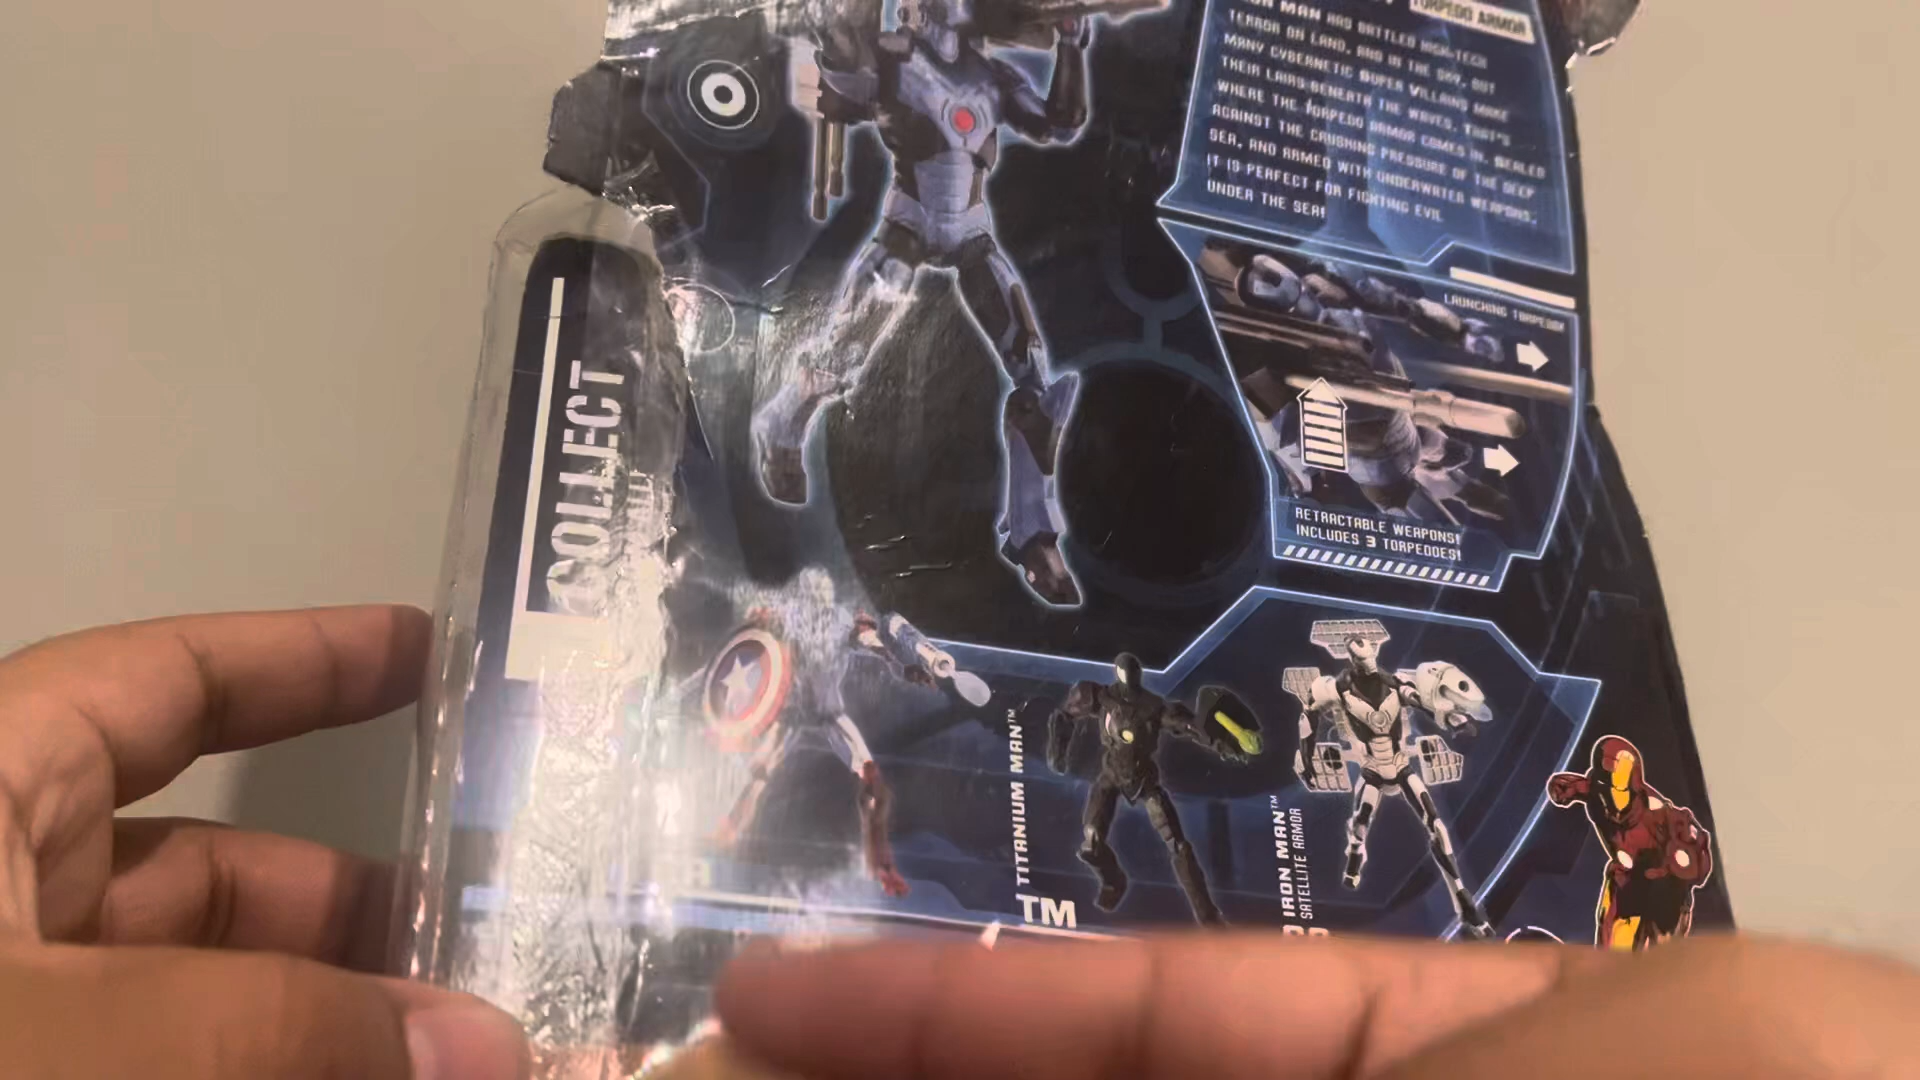 TORPEDO ARMOR
IRON MAN HAS BATTLED HIGH-TECH
TERROR ON LAND, AND IN THE SKY, BUT
MANY CYBERNETIC SUPER VILLAINS MAKE
THEIR LAIRS BENEATH THE WAVES. THAT'S
WHERE THE TORPEDO ARMOR COMES IN. SEALED
AGAINST THE CRUSHING PRESSURE OF THE DEEP
SEA, AND ARMED WITH UNDERWATER WEAPONS,
IT IS PERFECT FOR FIGHTING EVIL
UNDER THE SEA!
LAUNCHING TORPEDO!
RETRACTABLE WEAPONS!
INCLUDES 3 TORPEDOES!
COLLECT
TITANIUM MAN™
TM
IRON MAN™
SATELLITE ARMOR